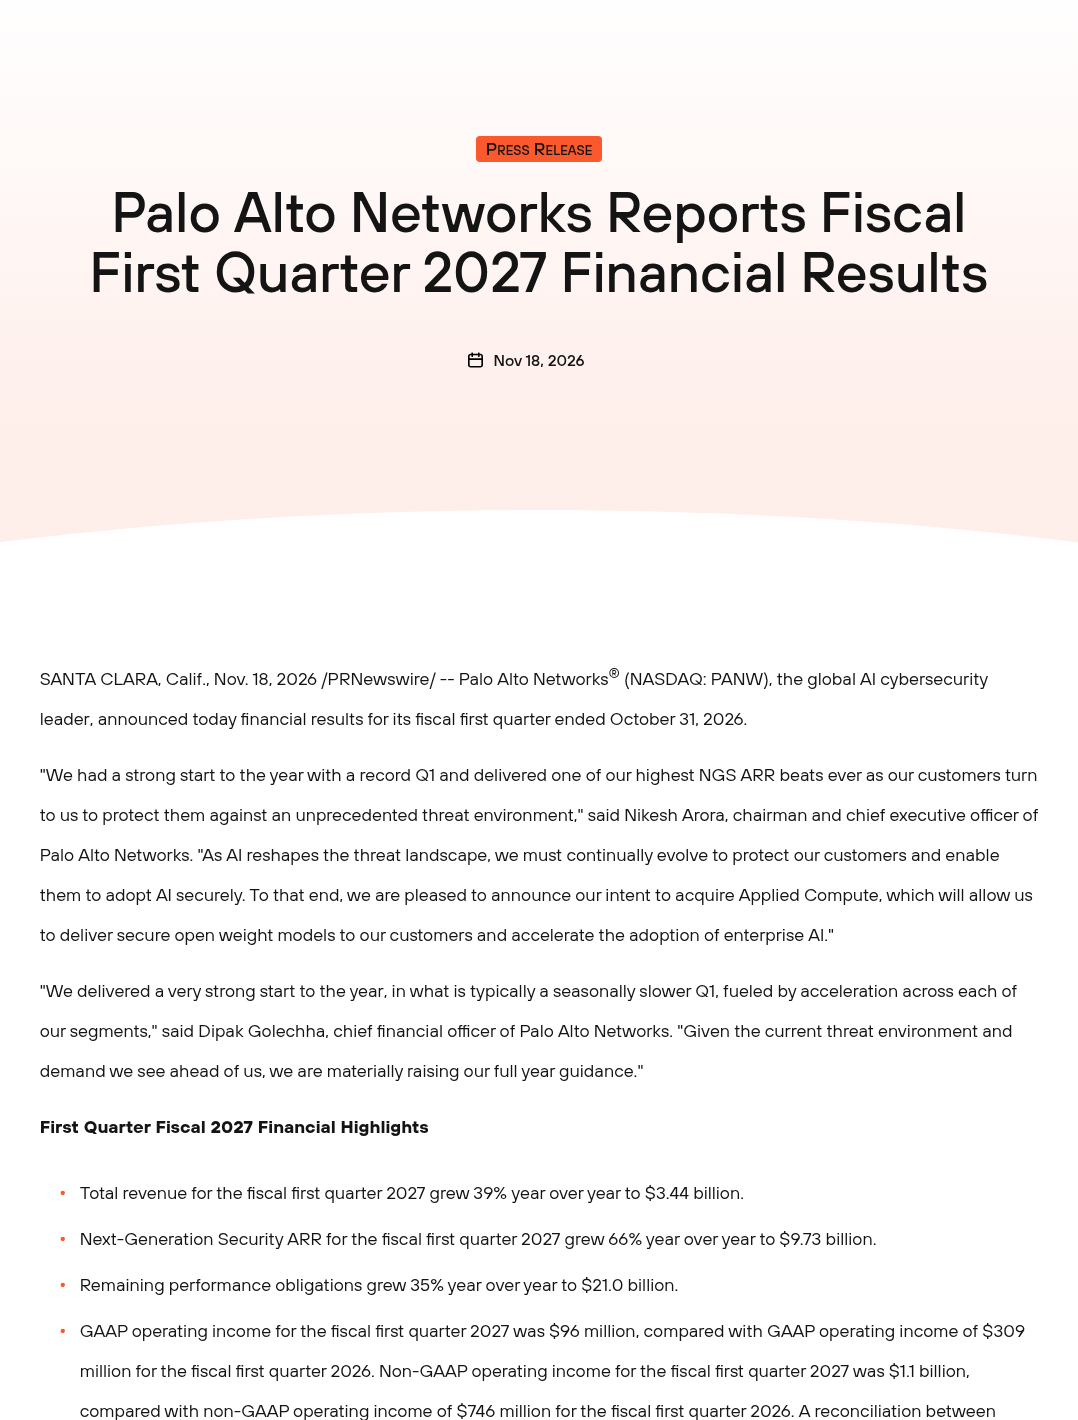 Press Release
Palo Alto Networks Reports Fiscal
First Quarter 2027 Financial Results
Nov 18, 2026
SANTA CLARA, Calif., Nov. 18, 2026 /PRNewswire/ -- Palo Alto Networks® (NASDAQ: PANW), the global AI cybersecurity
leader, announced today financial results for its fiscal first quarter ended October 31, 2026.
"We had a strong start to the year with a record Q1 and delivered one of our highest NGS ARR beats ever as our customers turn
to us to protect them against an unprecedented threat environment," said Nikesh Arora, chairman and chief executive officer of
Palo Alto Networks. "As AI reshapes the threat landscape, we must continually evolve to protect our customers and enable
them to adopt AI securely. To that end, we are pleased to announce our intent to acquire Applied Compute, which will allow us
to deliver secure open weight models to our customers and accelerate the adoption of enterprise AI."
"We delivered a very strong start to the year, in what is typically a seasonally slower Q1, fueled by acceleration across each of
our segments," said Dipak Golechha, chief financial officer of Palo Alto Networks. "Given the current threat environment and
demand we see ahead of us, we are materially raising our full year guidance."
First Quarter Fiscal 2027 Financial Highlights
• Total revenue for the fiscal first quarter 2027 grew 39% year over year to $3.44 billion.
• Next-Generation Security ARR for the fiscal first quarter 2027 grew 66% year over year to $9.73 billion.
• Remaining performance obligations grew 35% year over year to $21.0 billion.
• GAAP operating income for the fiscal first quarter 2027 was $96 million, compared with GAAP operating income of $309
million for the fiscal first quarter 2026. Non-GAAP operating income for the fiscal first quarter 2027 was $1.1 billion,
compared with non-GAAP operating income of $746 million for the fiscal first quarter 2026. A reconciliation between